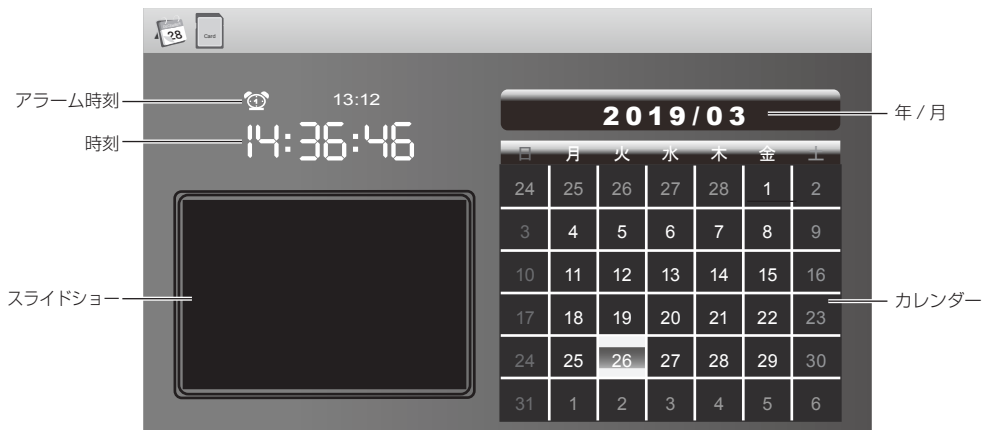 28
Card
アラーム時刻
13:12
時刻
14:36:46
2019/03
年 / 月
日 月 火 水 木 金 土
24 25 26 27 28 1 2
3 4 5 6 7 8 9
10 11 12 13 14 15 16
スライドショー
カレンダー
17 18 19 20 21 22 23
24 25 26 27 28 29 30
31 1 2 3 4 5 6